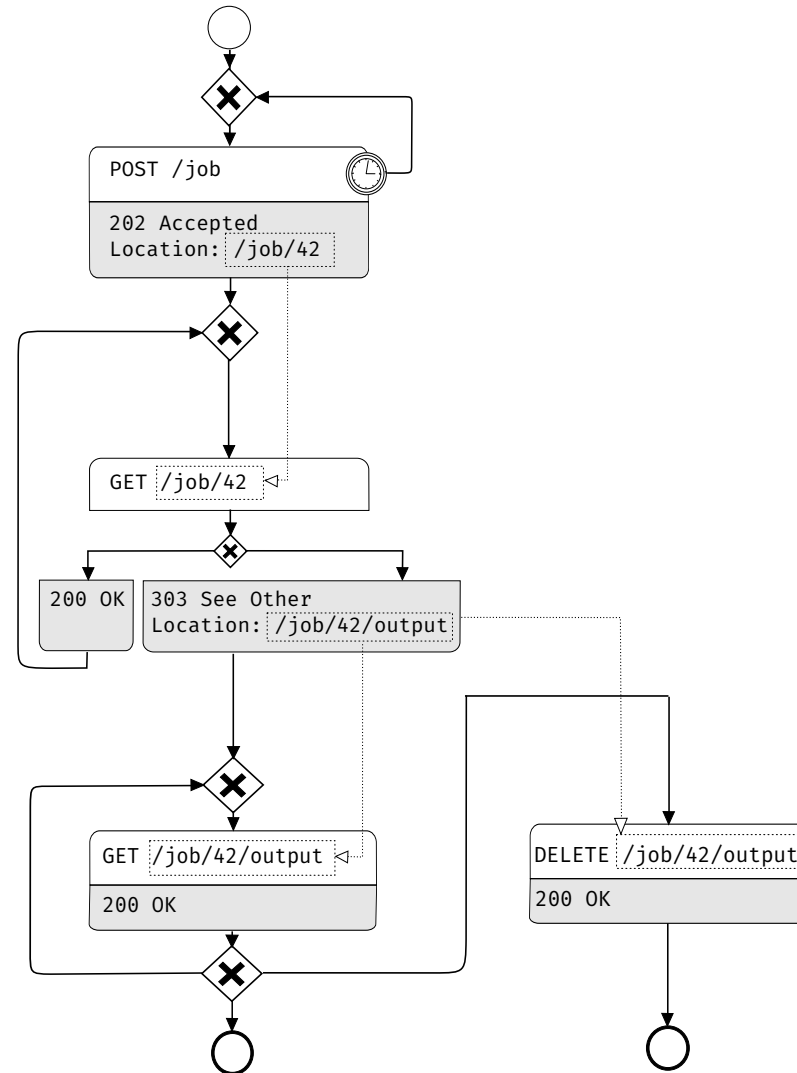 POST /job
202 Accepted
Location: /job/42
GET /job/42
200 OK
303 See Other
Location: /job/42/output
GET /job/42/output
200 OK
DELETE /job/42/output
200 OK